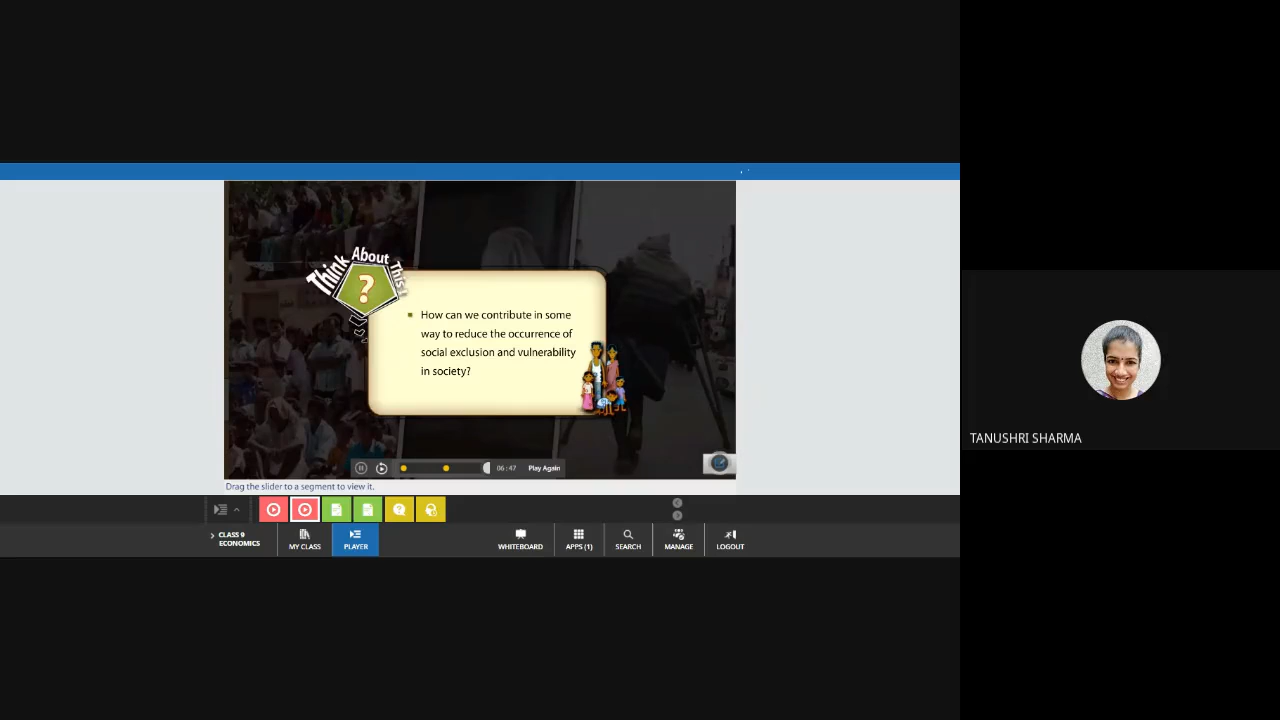 Think About This!
?
How can we contribute in some
way to reduce the occurrence of
social exclusion and vulnerability
in society?
TANUSHRI SHARMA
06:47 Play Again
Drag the slider to a segment to view it.
CLASS 9
ECONOMICS
MY CLASS
PLAYER
WHITEBOARD
APPS (1)
SEARCH
MANAGE
LOGOUT